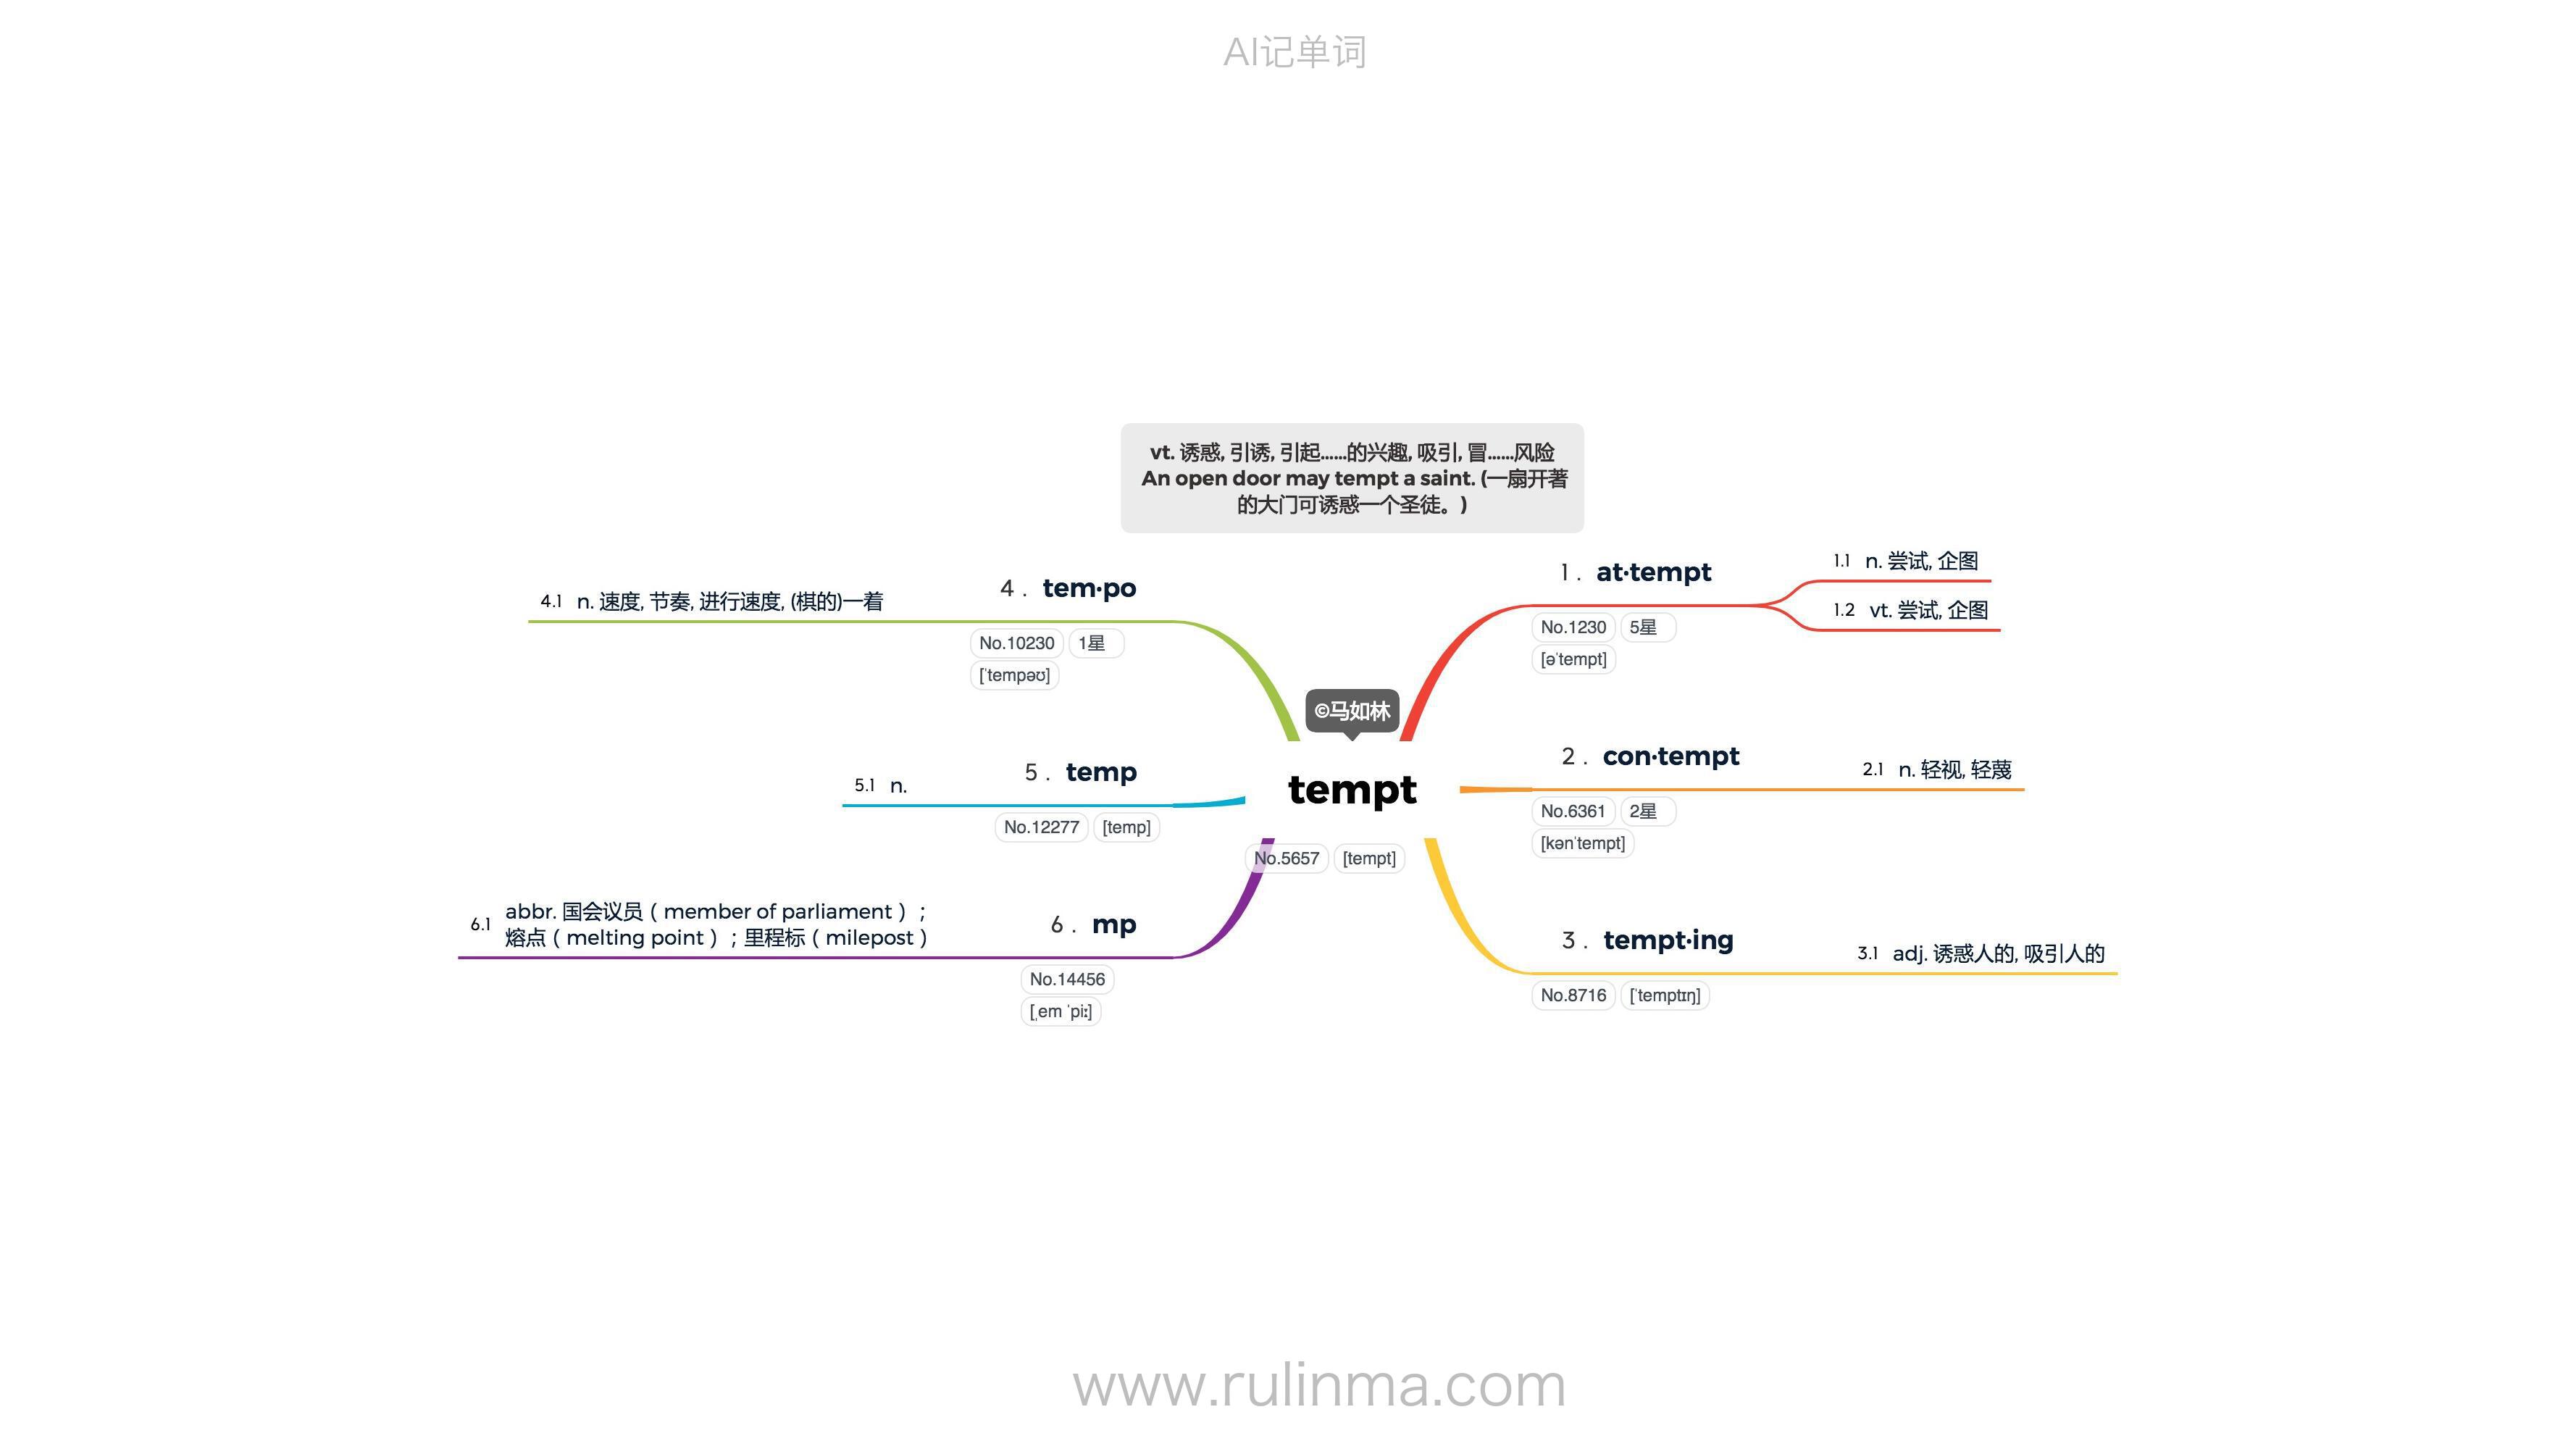 AI记单词
vt. 诱惑, 引诱, 引起……的兴趣, 吸引, 冒……风险
An open door may tempt a saint. (一扇开著
的大门可诱惑一个圣徒。)
©马如林
tempt
No.5657 [tempt]
1 . at·tempt
No.1230 5星
[əˈtempt]
1.1 n. 尝试, 企图
1.2 vt. 尝试, 企图
2 . con·tempt
No.6361 2星
[kənˈtempt]
2.1 n. 轻视, 轻蔑
3 . tempt·ing
No.8716 [ˈtemptɪŋ]
3.1 adj. 诱惑人的, 吸引人的
4 . tem·po
No.10230 1星
[ˈtempəʊ]
4.1 n. 速度, 节奏, 进行速度, (棋的)一着
5 . temp
No.12277 [temp]
5.1 n.
6 . mp
No.14456
[ˌem ˈpiː]
6.1 abbr. 国会议员（member of parliament）；
熔点（melting point）；里程标（milepost）
www.rulinma.com